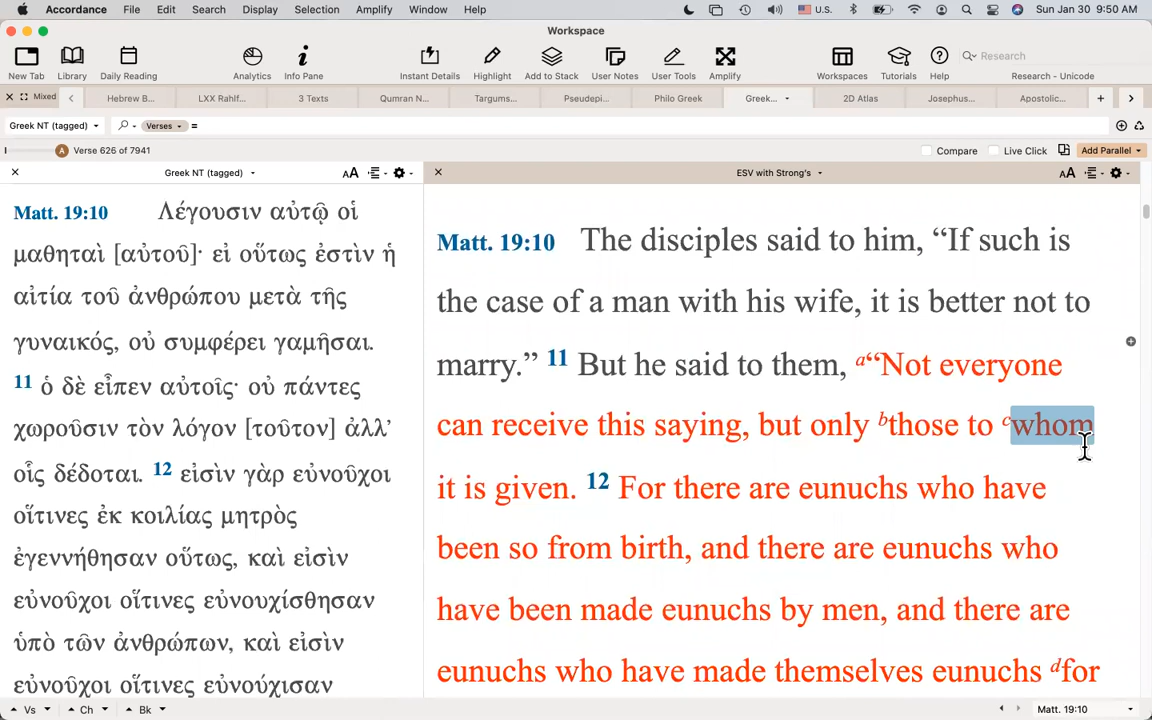 Accordance File Edit Search Display Selection Amplify Window Help U.S. Sun Jan 30 9:50 AM
Workspace
New Tab Library Daily Reading Analytics Info Pane Instant Details Highlight Add to Stack User Notes User Tools Amplify Workspaces Tutorials Help Research Research - Unicode
Mixed Hebrew B... LXX Rahlf... 3 Texts Qumran N... Targums... Pseudepi... Philo Greek Greek... 2D Atlas Josephus... Apostolic...
Greek NT (tagged) Verses =
A Verse 626 of 7941 Compare Live Click Add Parallel
Greek NT (tagged) AA
Matt. 19:10 Λέγουσιν αὐτῷ οἱ
μαθηταὶ [αὐτοῦ]· εἰ οὕτως ἐστὶν ἡ
αἰτία τοῦ ἀνθρώπου μετὰ τῆς
γυναικός, οὐ συμφέρει γαμῆσαι.
11 ὁ δὲ εἶπεν αὐτοῖς· οὐ πάντες
χωροῦσιν τὸν λόγον [τοῦτον] ἀλλ’
οἷς δέδοται. 12 εἰσὶν γὰρ εὐνοῦχοι
οἵτινες ἐκ κοιλίας μητρὸς
ἐγεννήθησαν οὕτως, καὶ εἰσὶν
εὐνοῦχοι οἵτινες εὐνουχίσθησαν
ὑπὸ τῶν ἀνθρώπων, καὶ εἰσὶν
εὐνοῦχοι οἵτινες εὐνούχισαν
ESV with Strong's AA
Matt. 19:10 The disciples said to him, “If such is
the case of a man with his wife, it is better not to
marry.” 11 But he said to them, a“Not everyone
can receive this saying, but only bthose to cwhom
it is given. 12 For there are eunuchs who have
been so from birth, and there are eunuchs who
have been made eunuchs by men, and there are
eunuchs who have made themselves eunuchs dfor
Vs Ch Bk Matt. 19:10